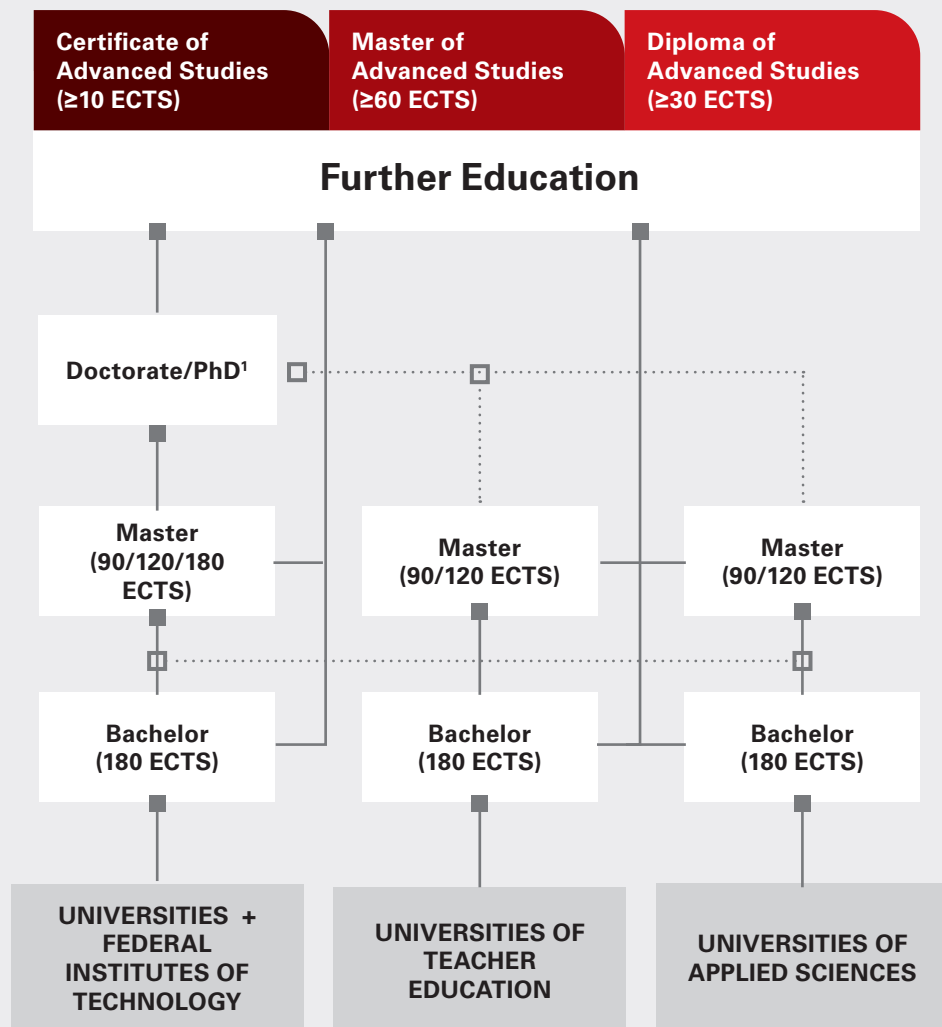 Certificate of
Advanced Studies
(≥10 ECTS)
Master of
Advanced Studies
(≥60 ECTS)
Diploma of
Advanced Studies
(≥30 ECTS)
Further Education
Doctorate/PhD¹
Master
(90/120/180
ECTS)
Master
(90/120 ECTS)
Master
(90/120 ECTS)
Bachelor
(180 ECTS)
Bachelor
(180 ECTS)
Bachelor
(180 ECTS)
UNIVERSITIES +
FEDERAL
INSTITUTES OF
TECHNOLOGY
UNIVERSITIES OF
TEACHER
EDUCATION
UNIVERSITIES OF
APPLIED SCIENCES